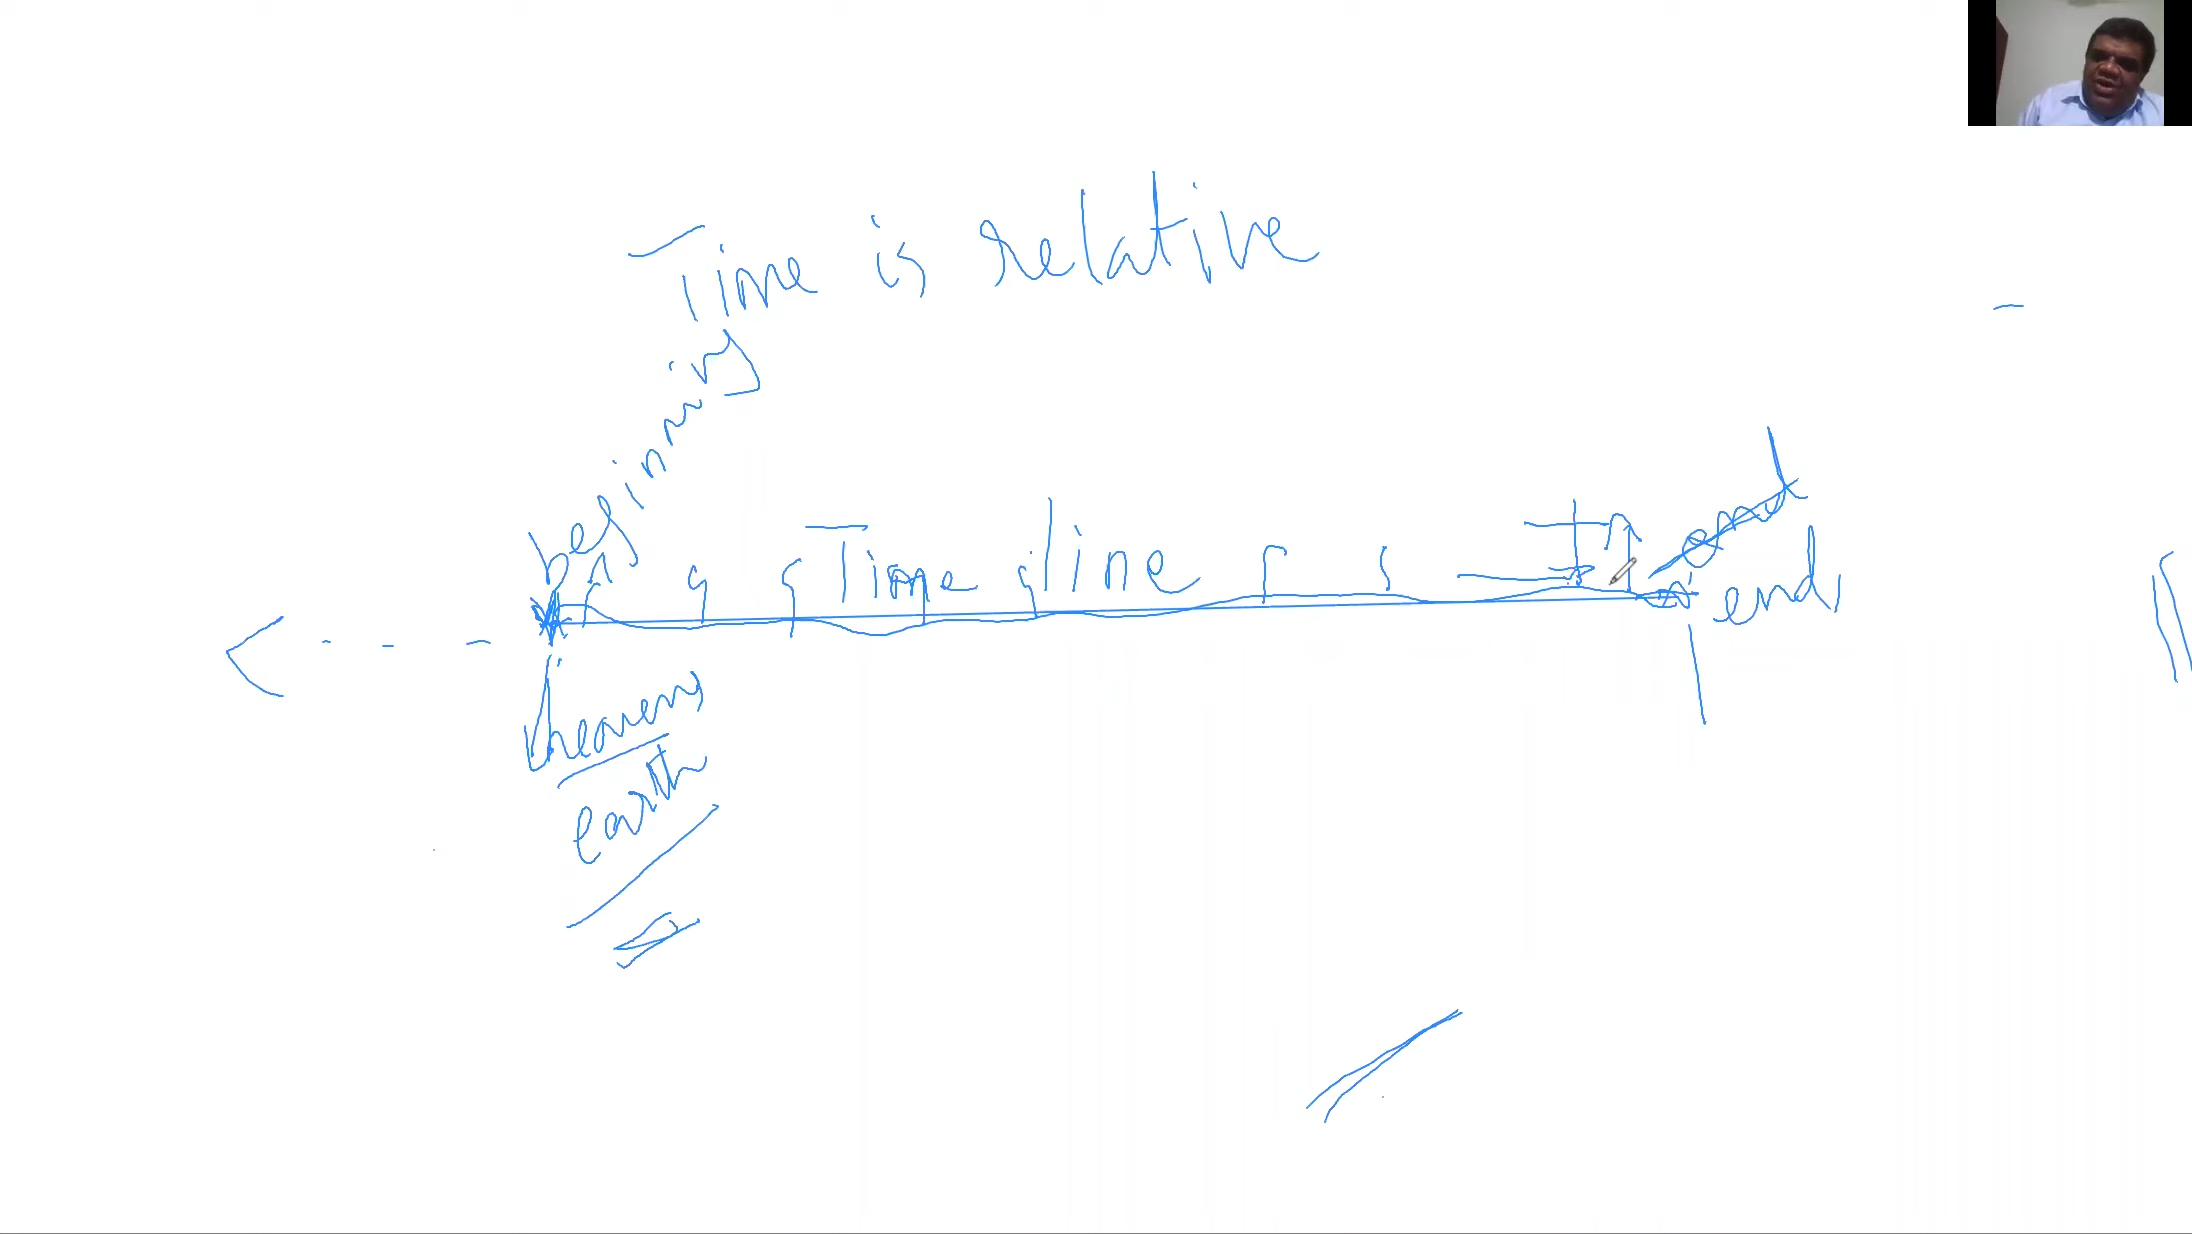 Time is relative
beginning
Time line
end
end
heavens
earth